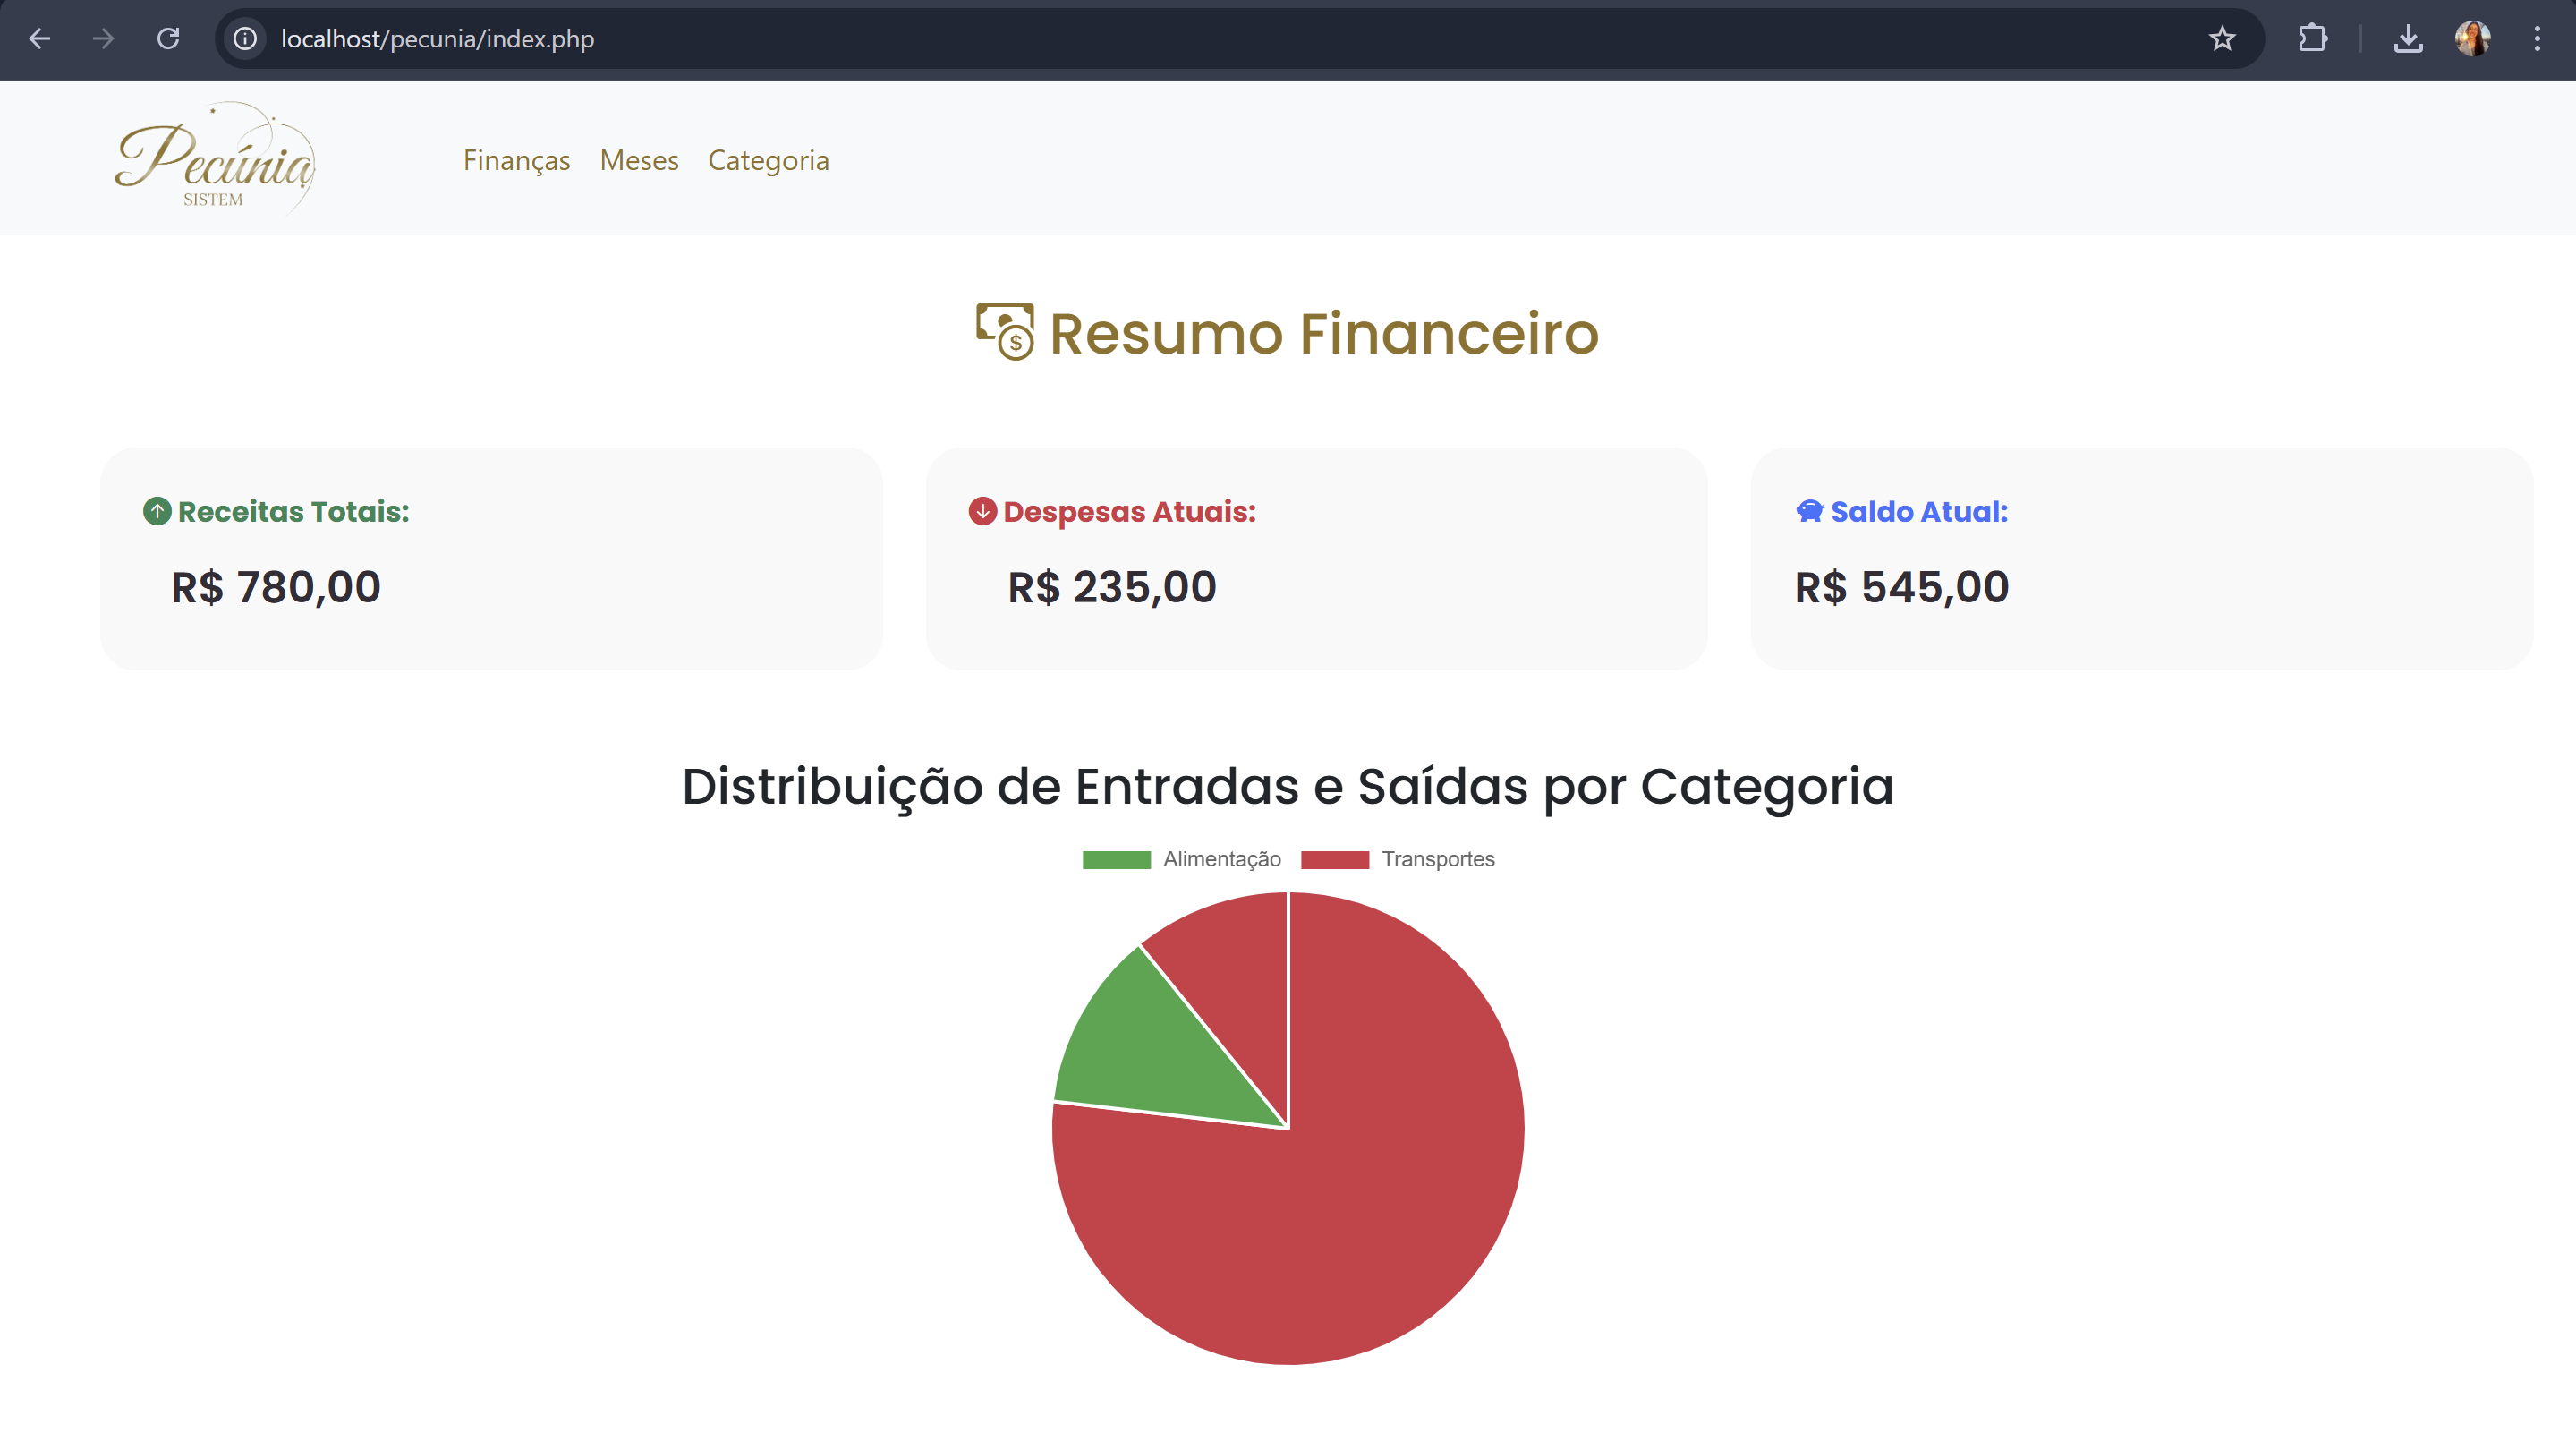 localhost/pecunia/index.php
Pecúnia
SISTEM
Finanças Meses Categoria
Resumo Financeiro
Receitas Totais:
R$ 780,00
Despesas Atuais:
R$ 235,00
Saldo Atual:
R$ 545,00
Distribuição de Entradas e Saídas por Categoria
Alimentação Transportes